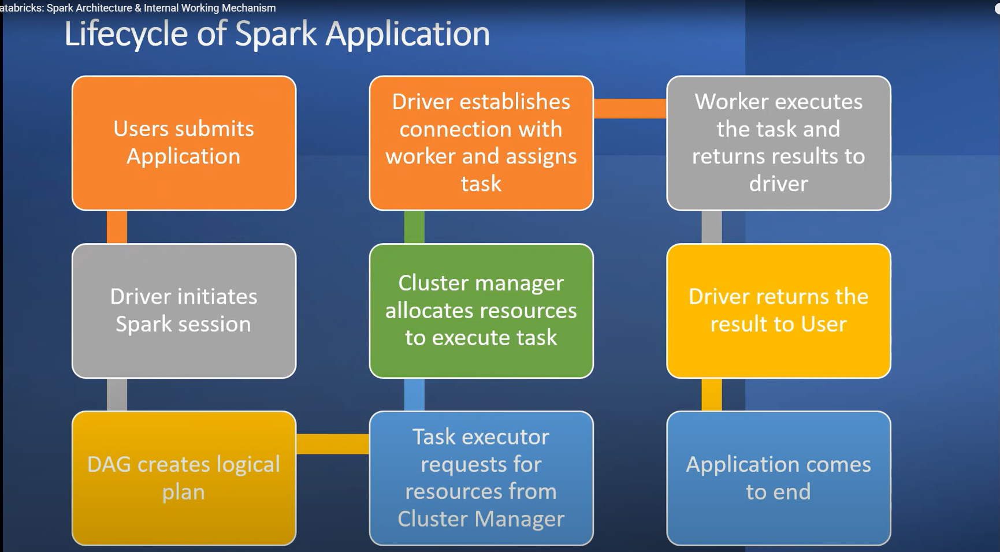 atabricks: Spark Architecture & Internal Working Mechanism
Lifecycle of Spark Application
Users submits
Application
Driver initiates
Spark session
DAG creates logical
plan
Task executor
requests for
resources from
Cluster Manager
Cluster manager
allocates resources
to execute task
Driver establishes
connection with
worker and assigns
task
Worker executes
the task and
returns results to
driver
Driver returns the
result to User
Application comes
to end